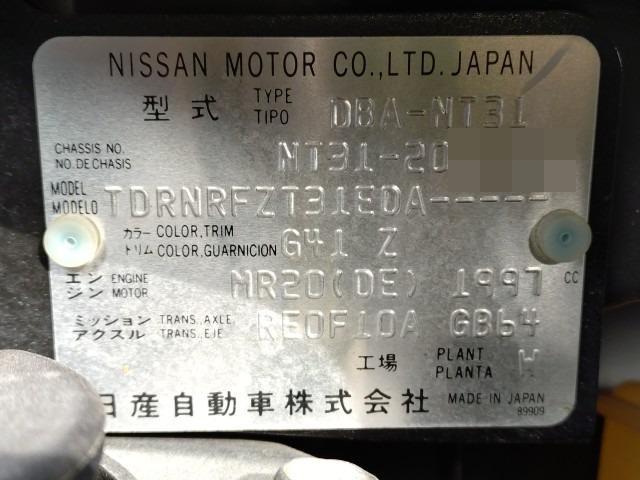 NISSAN MOTOR CO.,LTD. JAPAN
型式 TYPE TIPO DBA-NT31
CHASSIS NO. NO.DE CHASIS NT31-20
MODEL MODELO TDRNRFZT31EDA-----
カラー COLOR,TRIM トリム COLOR,GUARNICION G41 Z
エンジン ENGINE MOTOR MR20(DE) 1997 CC
ミッション TRANS.,AXLE アクスル TRANS.,EJE RE0F10A GB64
工場 PLANT PLANTA W
日産自動車株式会社 MADE IN JAPAN
89909